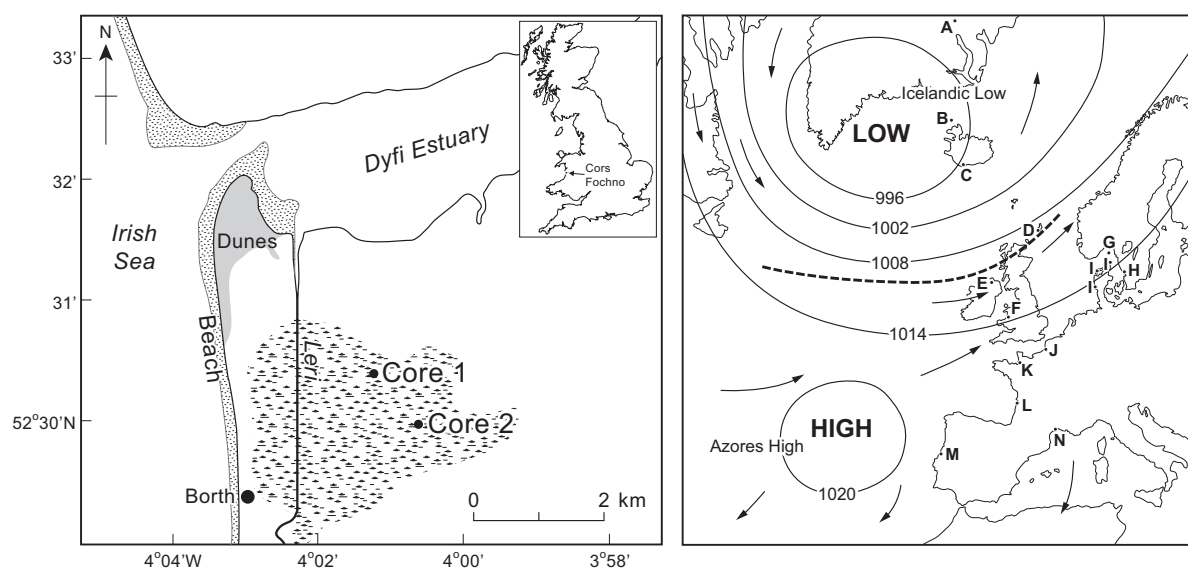 33'
N
32'
31'
52°30'N
4°04'W
4°02'
4°00'
3°58'
Irish
Sea
Dyfi Estuary
Dunes
Beach
Leri
Core 1
Core 2
Borth
0
2 km
Cors
Fochno
A
Icelandic Low
B
LOW
C
996
1002
D
1008
G
I
I
H
I
E
F
1014
J
K
L
HIGH
Azores High
M
N
1020